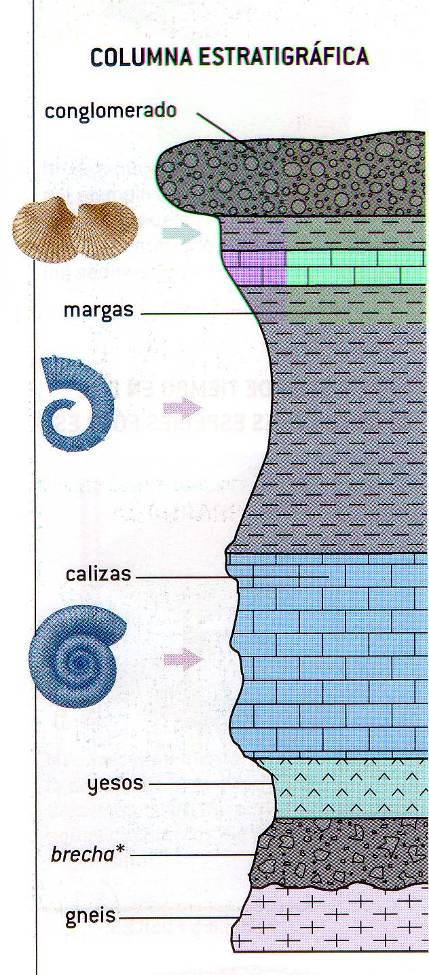 COLUMNA ESTRATIGRÁFICA
conglomerado
margas
calizas
yesos
brecha*
gneis